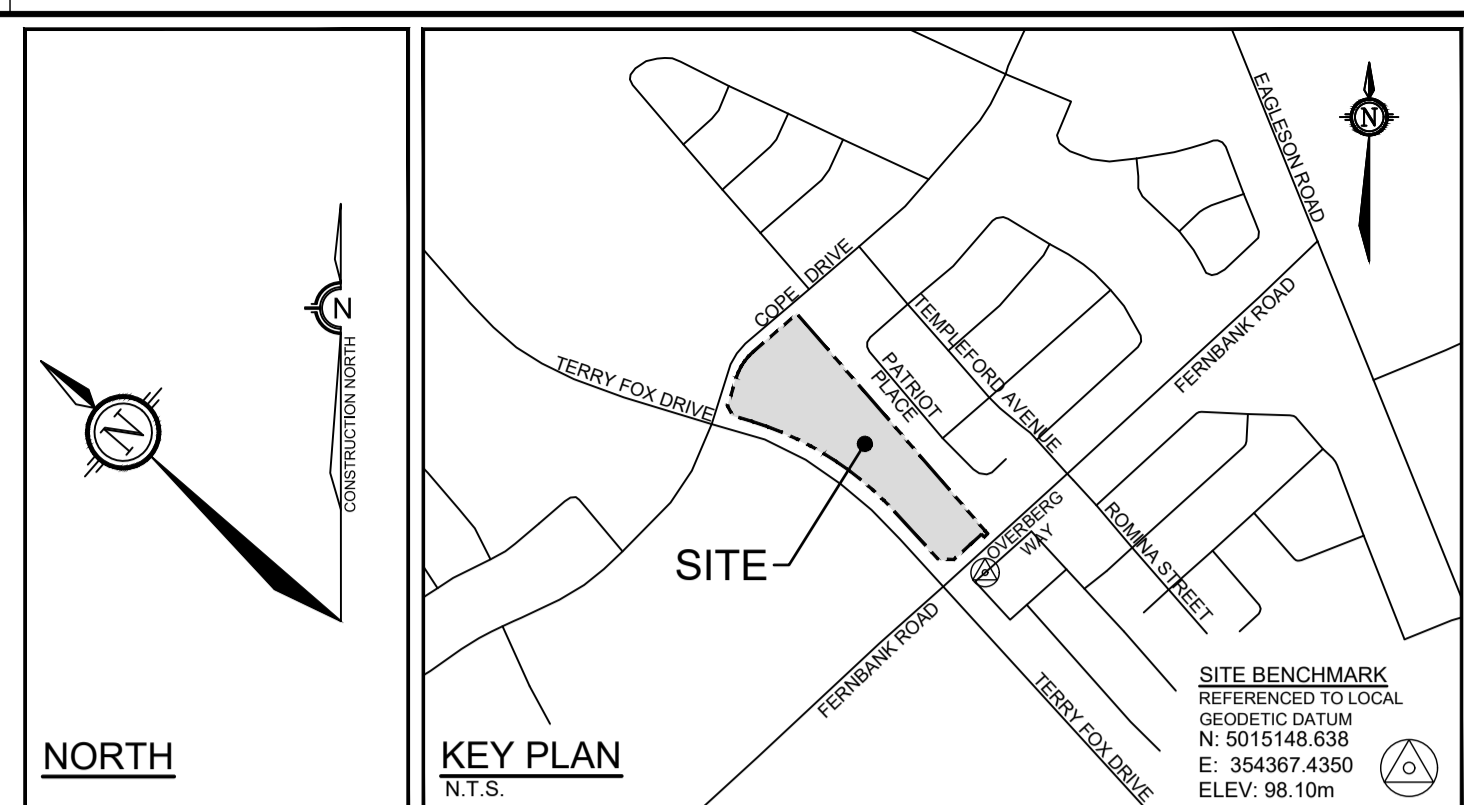 N
CONSTRUCTION NORTH
N
NORTH
EAGLESON ROAD
N
COPE DRIVE
TEMPLEFORD AVENUE
FERNBANK ROAD
PATRIOT
PLACE
TERRY FOX DRIVE
OVERBERG
WAY
ROMINA STREET
SITE
FERNBANK ROAD
TERRY FOX DRIVE
KEY PLAN
N.T.S.
SITE BENCHMARK
REFERENCED TO LOCAL
GEODETIC DATUM
N: 5015148.638
E: 354367.4350
ELEV: 98.10m